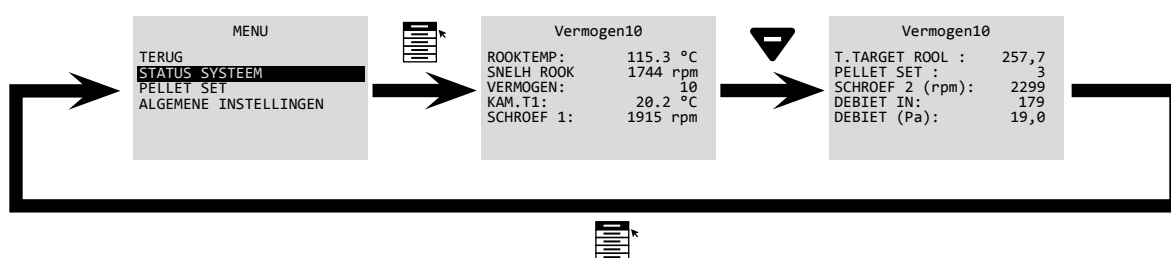 MENU
TERUG
STATUS SYSTEEM
PELLET SET
ALGEMENE INSTELLINGEN
Vermogen10
ROOKTEMP: 115.3 °C
SNELH ROOK 1744 rpm
VERMOGEN: 10
KAM.T1: 20.2 °C
SCHROEF 1: 1915 rpm
Vermogen10
T.TARGET ROOL : 257,7
PELLET SET : 3
SCHROEF 2 (rpm): 2299
DEBIET IN: 179
DEBIET (Pa): 19,0